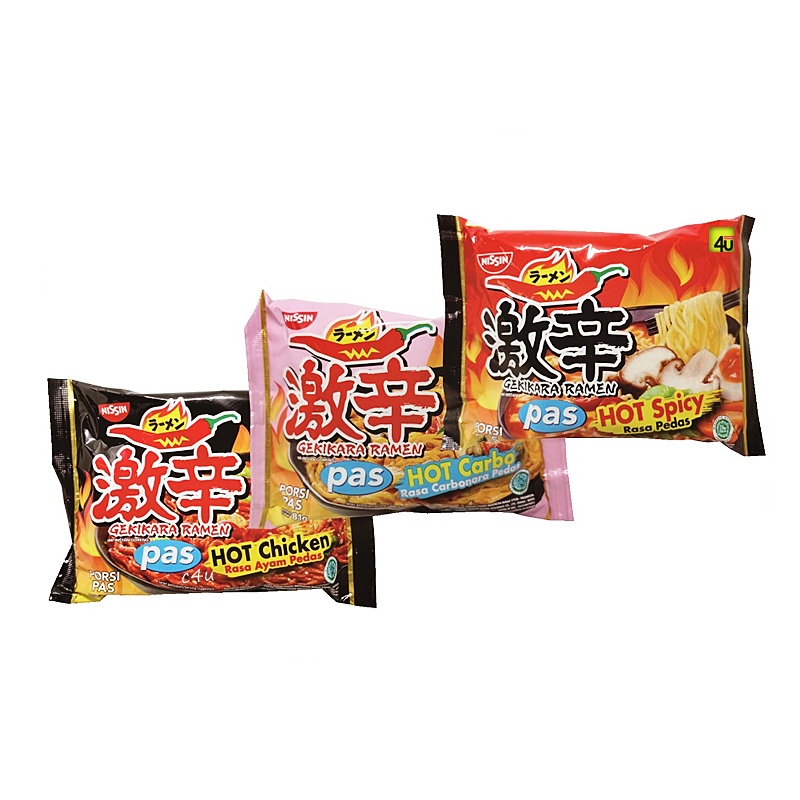 NISSIN
ラーメン
激辛
GEKIKARA RAMEN
pas
HOT Chicken
Rasa Ayam Pedas
PORSI
PAS
c4u
NISSIN
ラーメン
激辛
GEKIKARA RAMEN
pas
HOT Carbo
Rasa Carbonara Pedas
PORSI
PAS
4u
NISSIN
ラーメン
激辛
GEKIKARA RAMEN
pas
HOT Spicy
Rasa Pedas
PORSI
PAS